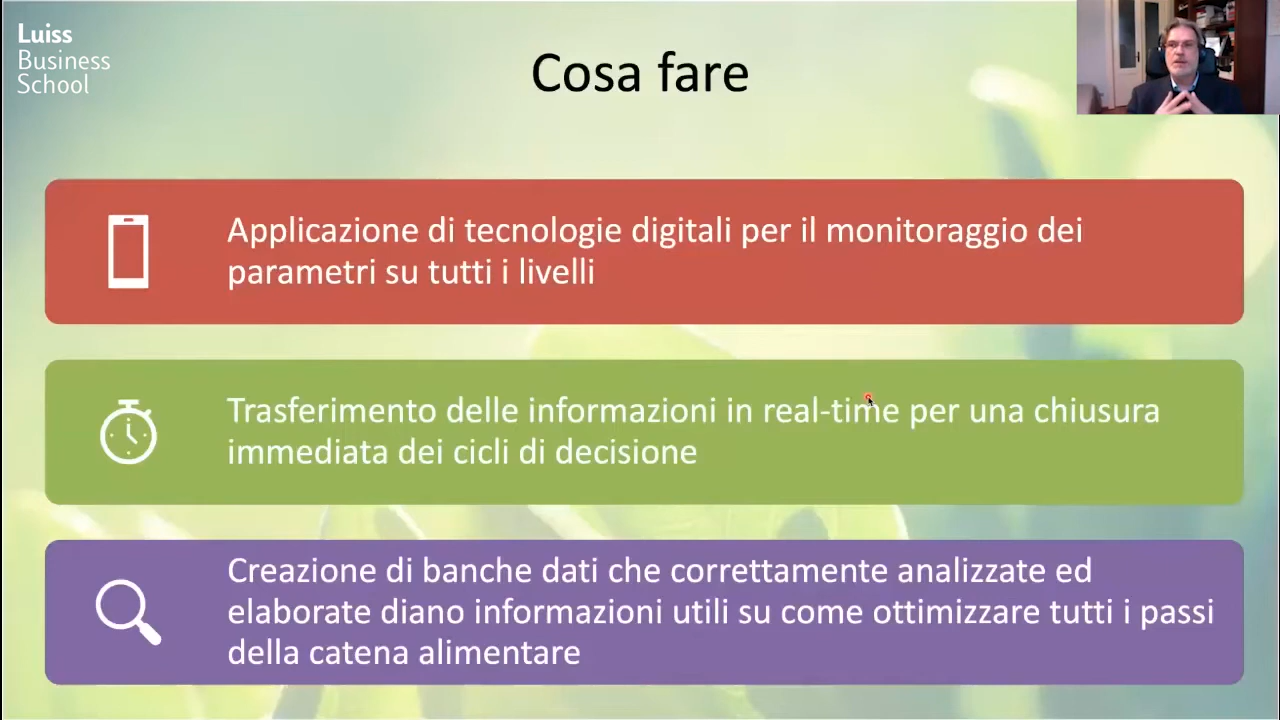 Luiss
Business
School
Cosa fare
Applicazione di tecnologie digitali per il monitoraggio dei
parametri su tutti i livelli
Trasferimento delle informazioni in real-time per una chiusura
immediata dei cicli di decisione
Creazione di banche dati che correttamente analizzate ed
elaborate diano informazioni utili su come ottimizzare tutti i passi
della catena alimentare